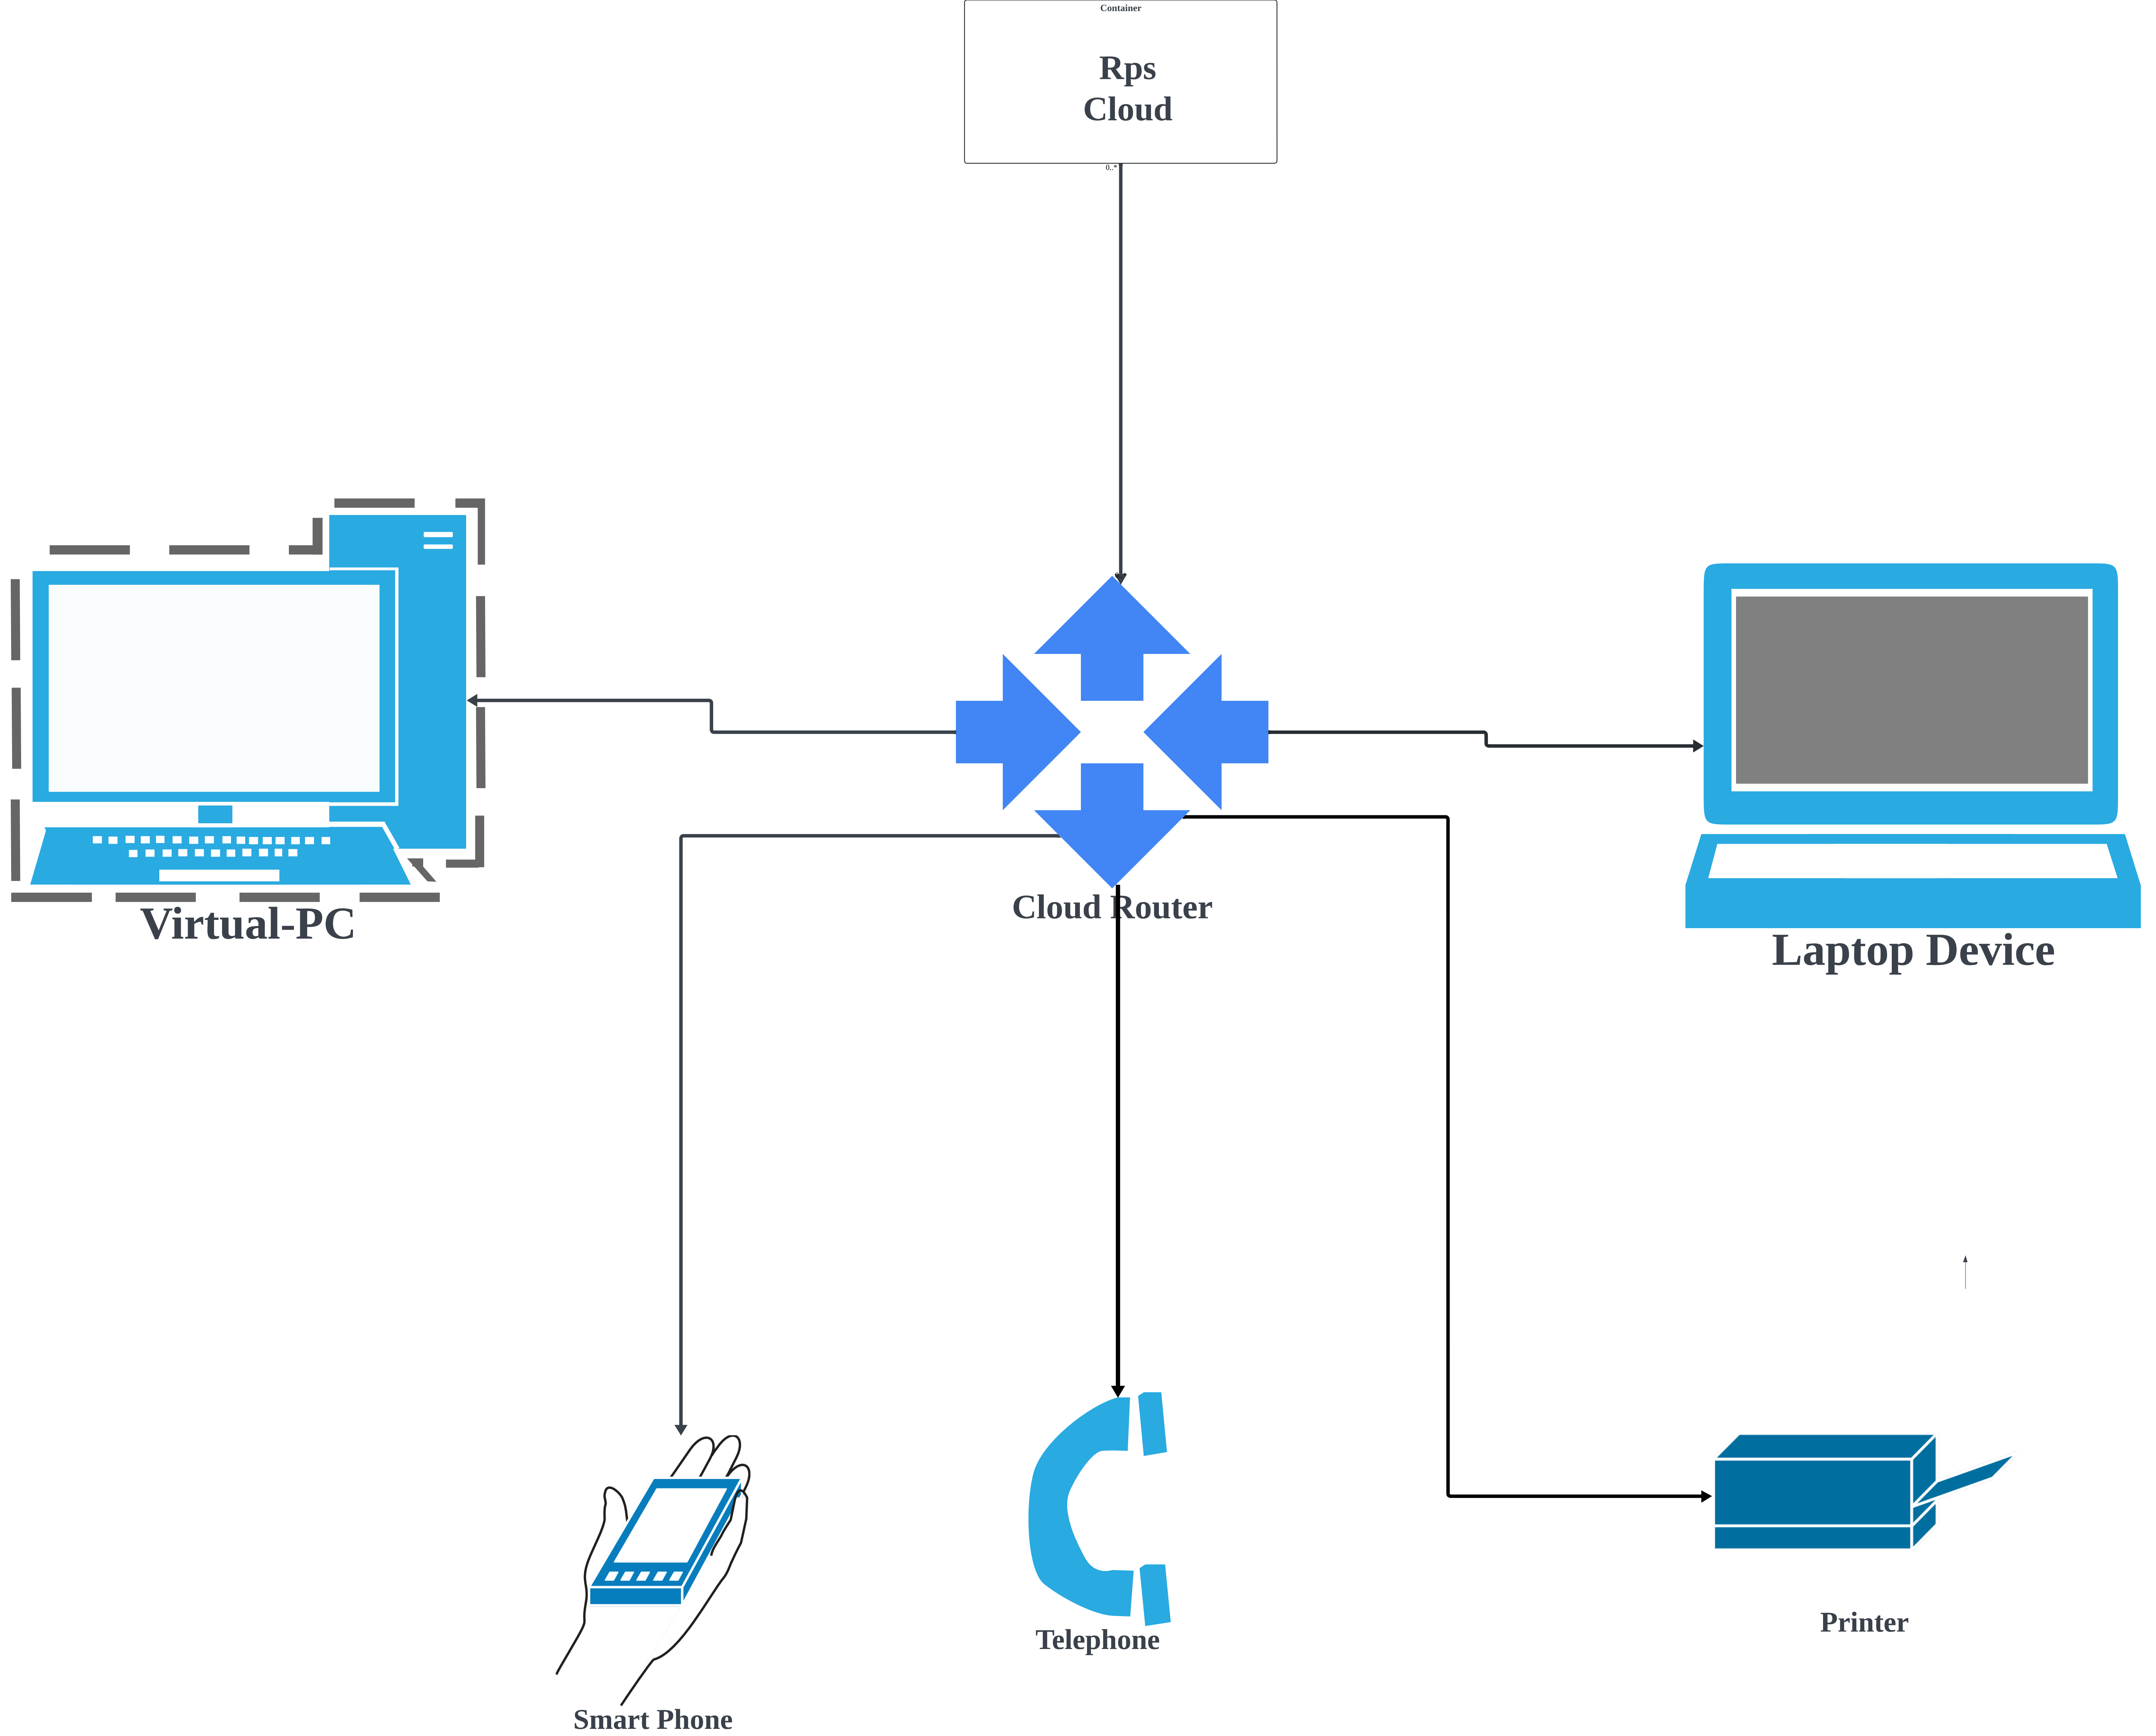 Container
Rps
Cloud
0..*
Cloud Router
Virtual-PC
Laptop Device
Telephone
Printer
Smart Phone